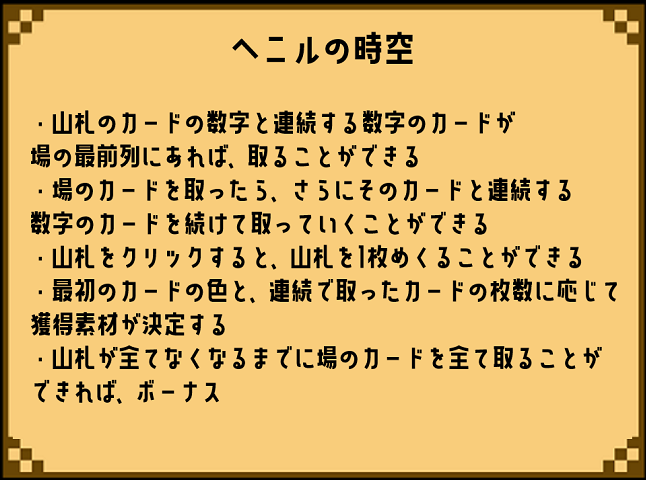 ヘニルの時空
・山札のカードの数字と連続する数字のカードが
場の最前列にあれば、取ることができる
・場のカードを取ったら、さらにそのカードと連続する
数字のカードを続けて取っていくことができる
・山札をクリックすると、山札を1枚めくることができる
・最初のカードの色と、連続で取ったカードの枚数に応じて
獲得素材が決定する
・山札が全てなくなるまでに場のカードを全て取ることが
できれば、ボーナス